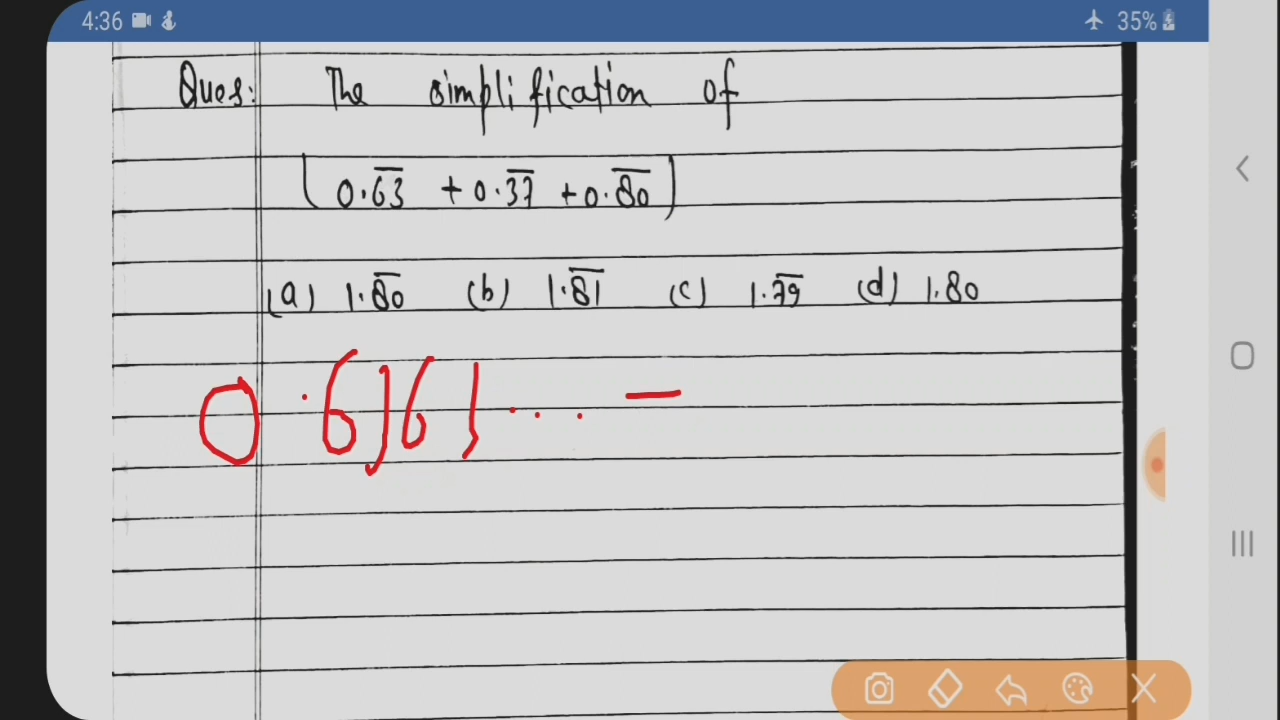 4:36 35%
Ques: The simplification of
(0.6̅3̅ + 0.3̅7̅ + 0.8̅0̅)
(a) 1.8̅0̅ (b) 1.8̅1̅ (c) 1.7̅9̅ (d) 1.80
0.6363... –